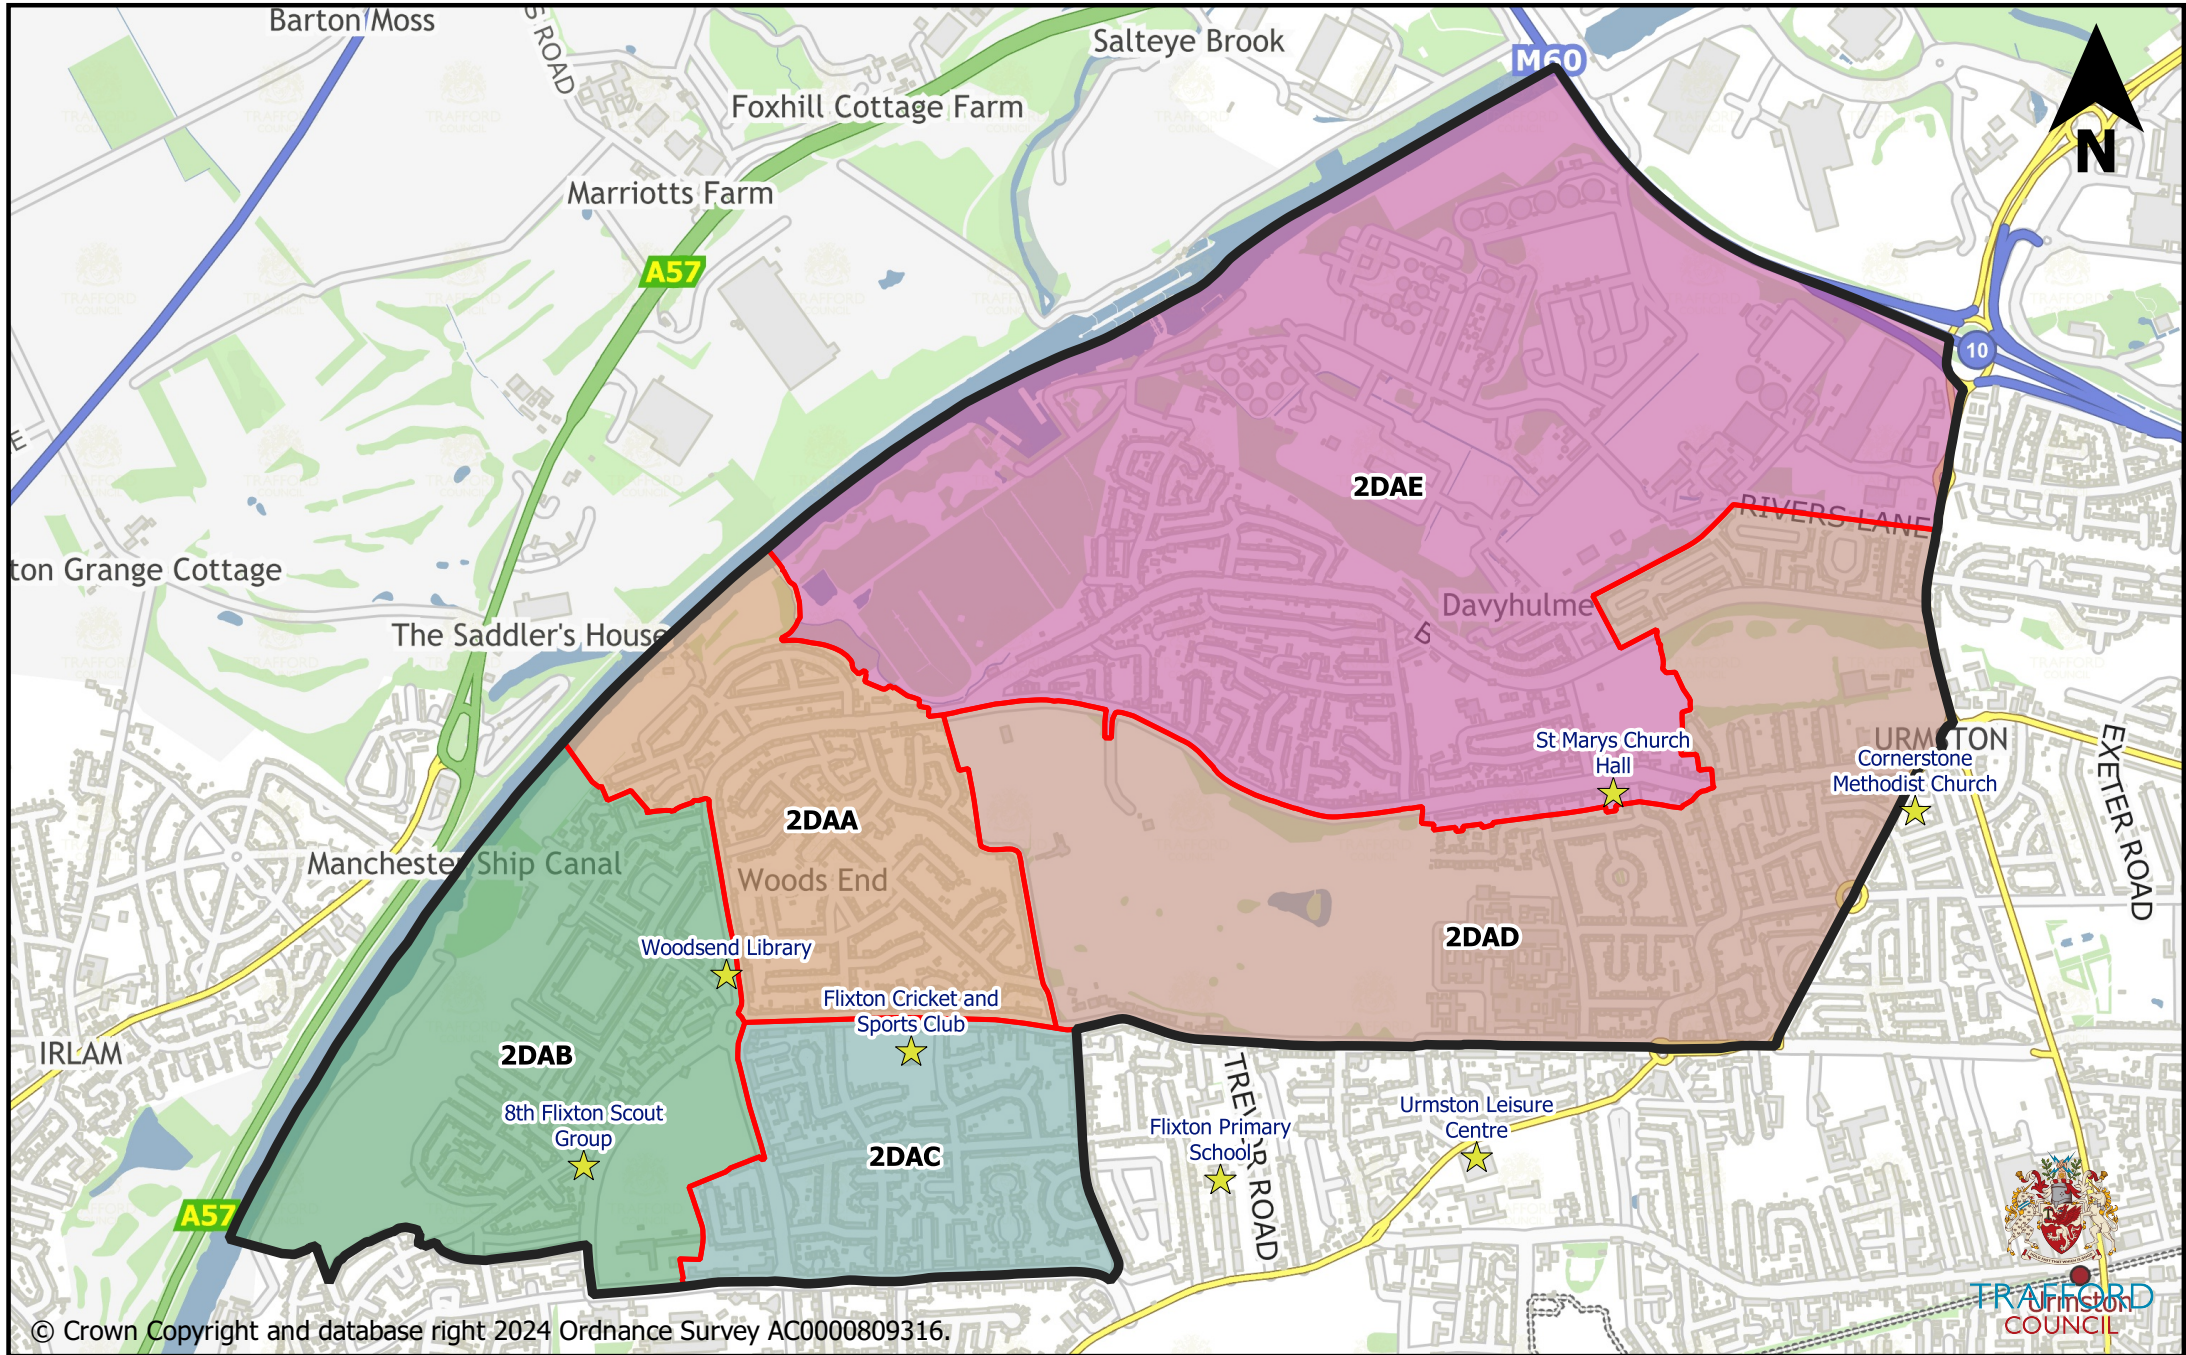 Barton Moss
S ROAD
Salteye Brook
M60
Foxhill Cottage Farm
N
Marriotts Farm
A57
10
E
2DAE
RIVERS LANE
ton Grange Cottage
Davyhulme
B
The Saddler's House
St Marys Church
Hall
URMSTON
Cornerstone
Methodist Church
EXETER ROAD
2DAA
Manchester Ship Canal
Woods End
2DAD
Woodsend Library
Flixton Cricket and
Sports Club
IRLAM
2DAB
8th Flixton Scout
Group
2DAC
Flixton Primary
School
TREVOR ROAD
Urmston Leisure
Centre
A57
Urmston
TRAFFORD
COUNCIL
© Crown Copyright and database right 2024 Ordnance Survey AC0000809316.